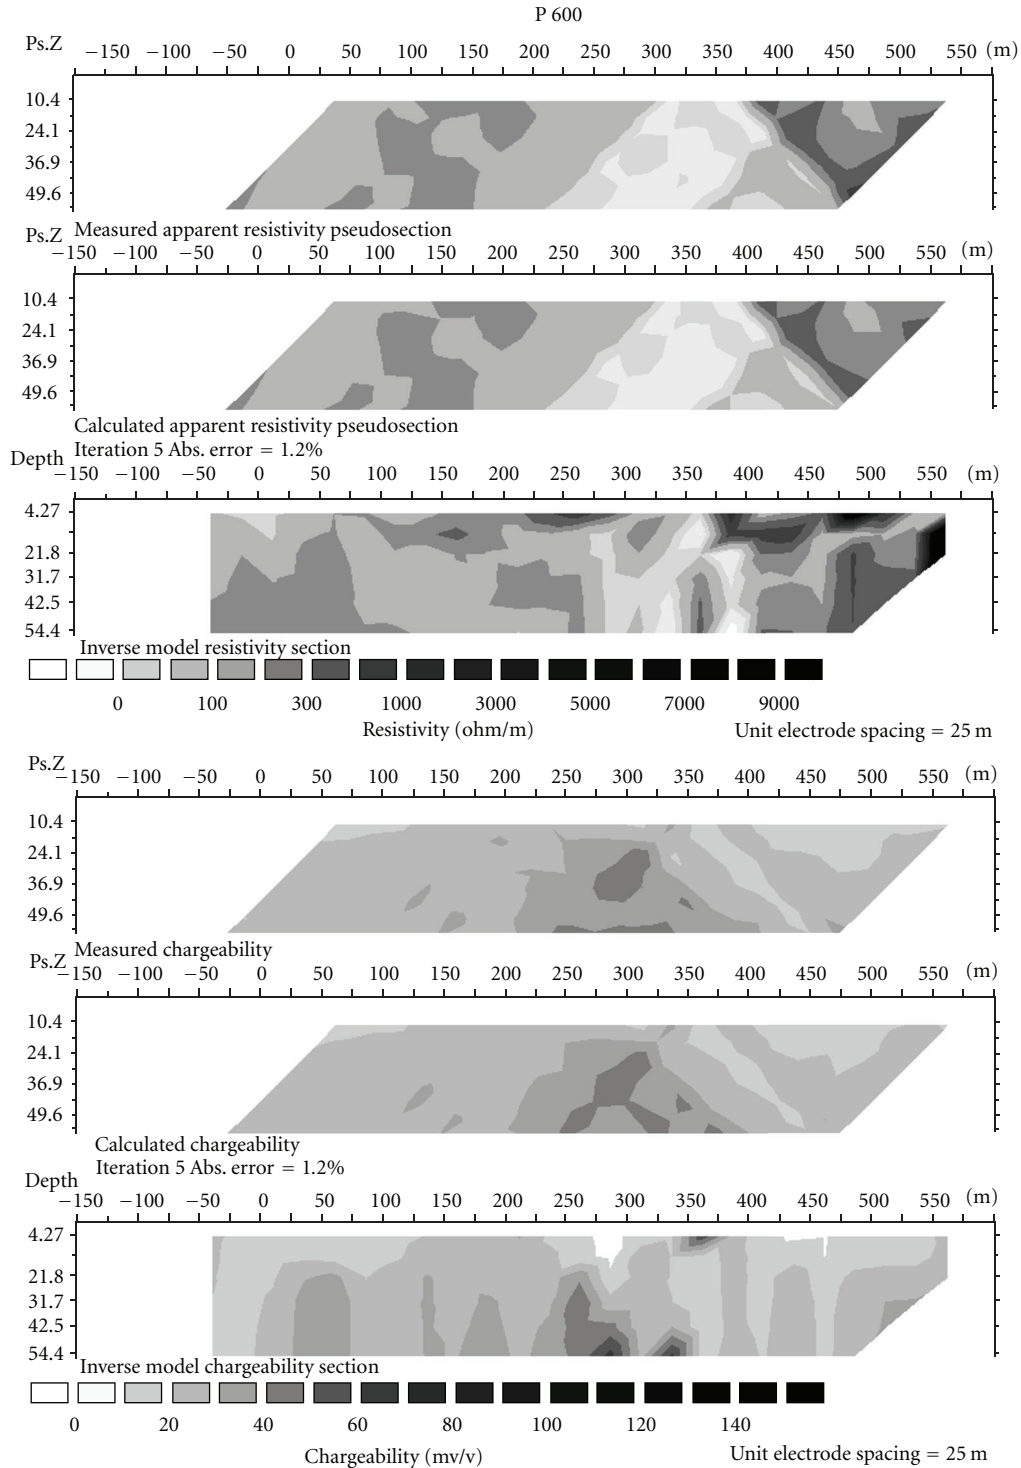 P 600
Ps.Z −150 −100 −50 0 50 100 150 200 250 300 350 400 450 500 550 (m)
10.4
24.1
36.9
49.6
Measured apparent resistivity pseudosection
Ps.Z −150 −100 −50 0 50 100 150 200 250 300 350 400 450 500 550 (m)
10.4
24.1
36.9
49.6
Calculated apparent resistivity pseudosection
Iteration 5 Abs. error = 1.2%
Depth −150 −100 −50 0 50 100 150 200 250 300 350 400 450 500 550 (m)
4.27
21.8
31.7
42.5
54.4
Inverse model resistivity section
0 100 300 1000 3000 5000 7000 9000
Resistivity (ohm/m)
Unit electrode spacing = 25 m
Ps.Z −150 −100 −50 0 50 100 150 200 250 300 350 400 450 500 550 (m)
10.4
24.1
36.9
49.6
Measured chargeability
Ps.Z −150 −100 −50 0 50 100 150 200 250 300 350 400 450 500 550 (m)
10.4
24.1
36.9
49.6
Calculated chargeability
Iteration 5 Abs. error = 1.2%
Depth −150 −100 −50 0 50 100 150 200 250 300 350 400 450 500 550 (m)
4.27
21.8
31.7
42.5
54.4
Inverse model chargeability section
0 20 40 60 80 100 120 140
Chargeability (mv/v)
Unit electrode spacing = 25 m